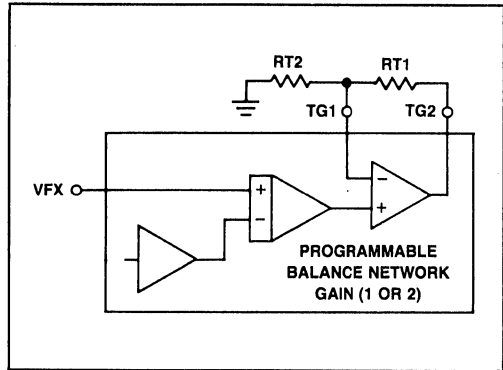 RT2 RT1
TG1 TG2
VFX
+
−
−
+
PROGRAMMABLE
BALANCE NETWORK
GAIN (1 OR 2)